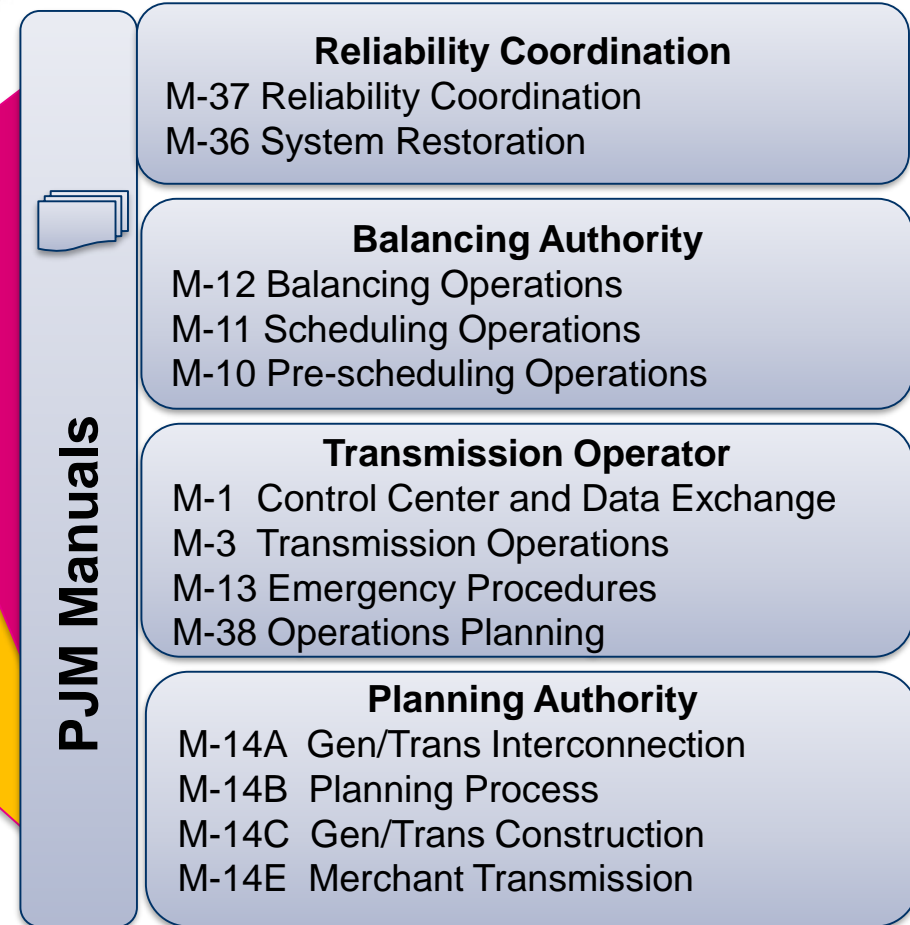 PJM Manuals
Reliability Coordination
M-37 Reliability Coordination
M-36 System Restoration
Balancing Authority
M-12 Balancing Operations
M-11 Scheduling Operations
M-10 Pre-scheduling Operations
Transmission Operator
M-1 Control Center and Data Exchange
M-3 Transmission Operations
M-13 Emergency Procedures
M-38 Operations Planning
Planning Authority
M-14A Gen/Trans Interconnection
M-14B Planning Process
M-14C Gen/Trans Construction
M-14E Merchant Transmission